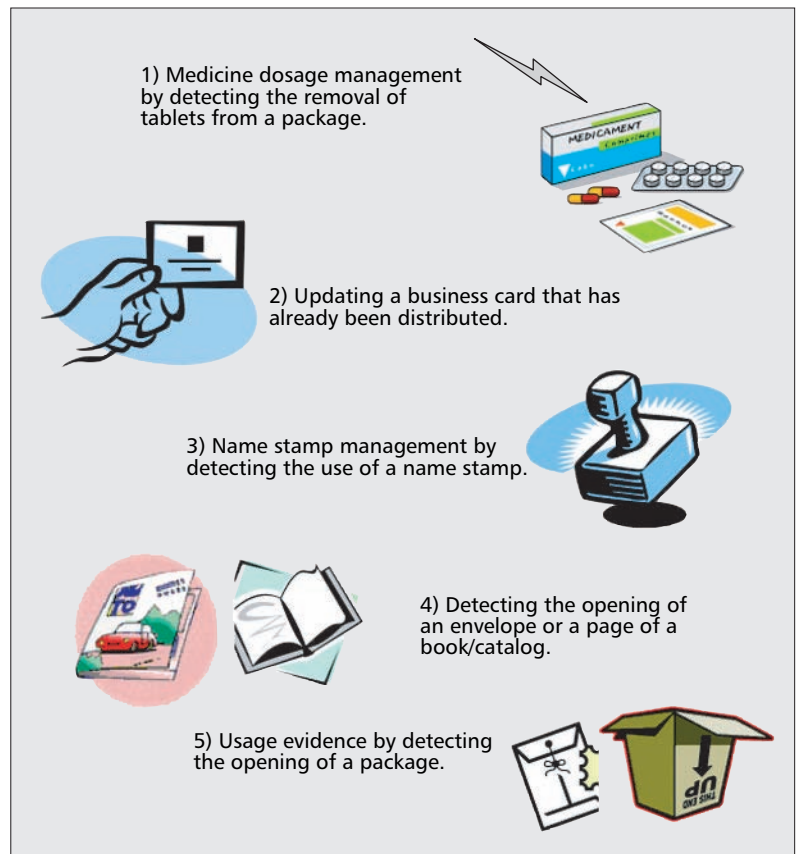 1) Medicine dosage management
by detecting the removal of
tablets from a package.
MEDICAMENT
Comprimés
Labo
2) Updating a business card that has
already been distributed.
3) Name stamp management by
detecting the use of a name stamp.
TO
4) Detecting the opening of
an envelope or a page of a
book/catalog.
5) Usage evidence by detecting
the opening of a package.
THIS END
UP